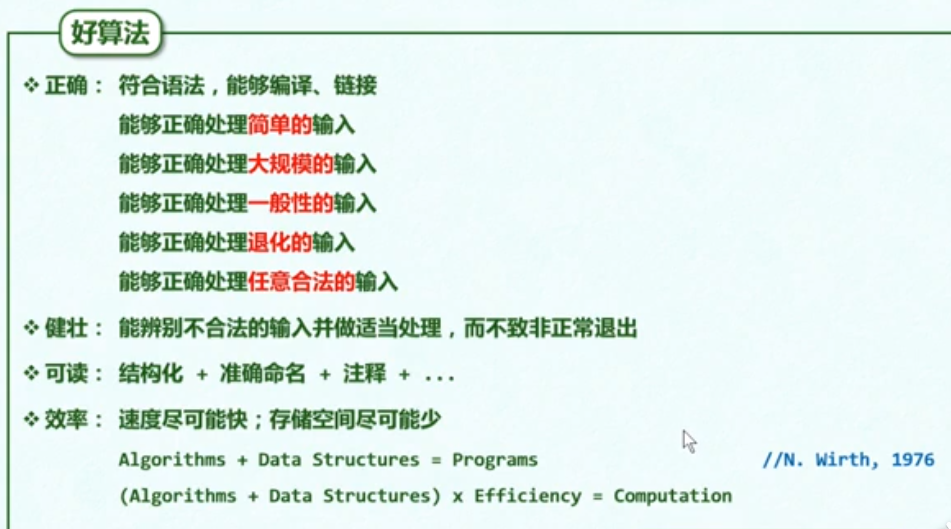 好算法
❖ 正确： 符合语法，能够编译、链接
能够正确处理简单的输入
能够正确处理大规模的输入
能够正确处理一般性的输入
能够正确处理退化的输入
能够正确处理任意合法的输入
❖ 健壮： 能辨别不合法的输入并做适当处理，而不致非正常退出
❖ 可读： 结构化 + 准确命名 + 注释 + ...
❖ 效率： 速度尽可能快；存储空间尽可能少
Algorithms + Data Structures = Programs //N. Wirth, 1976
(Algorithms + Data Structures) x Efficiency = Computation